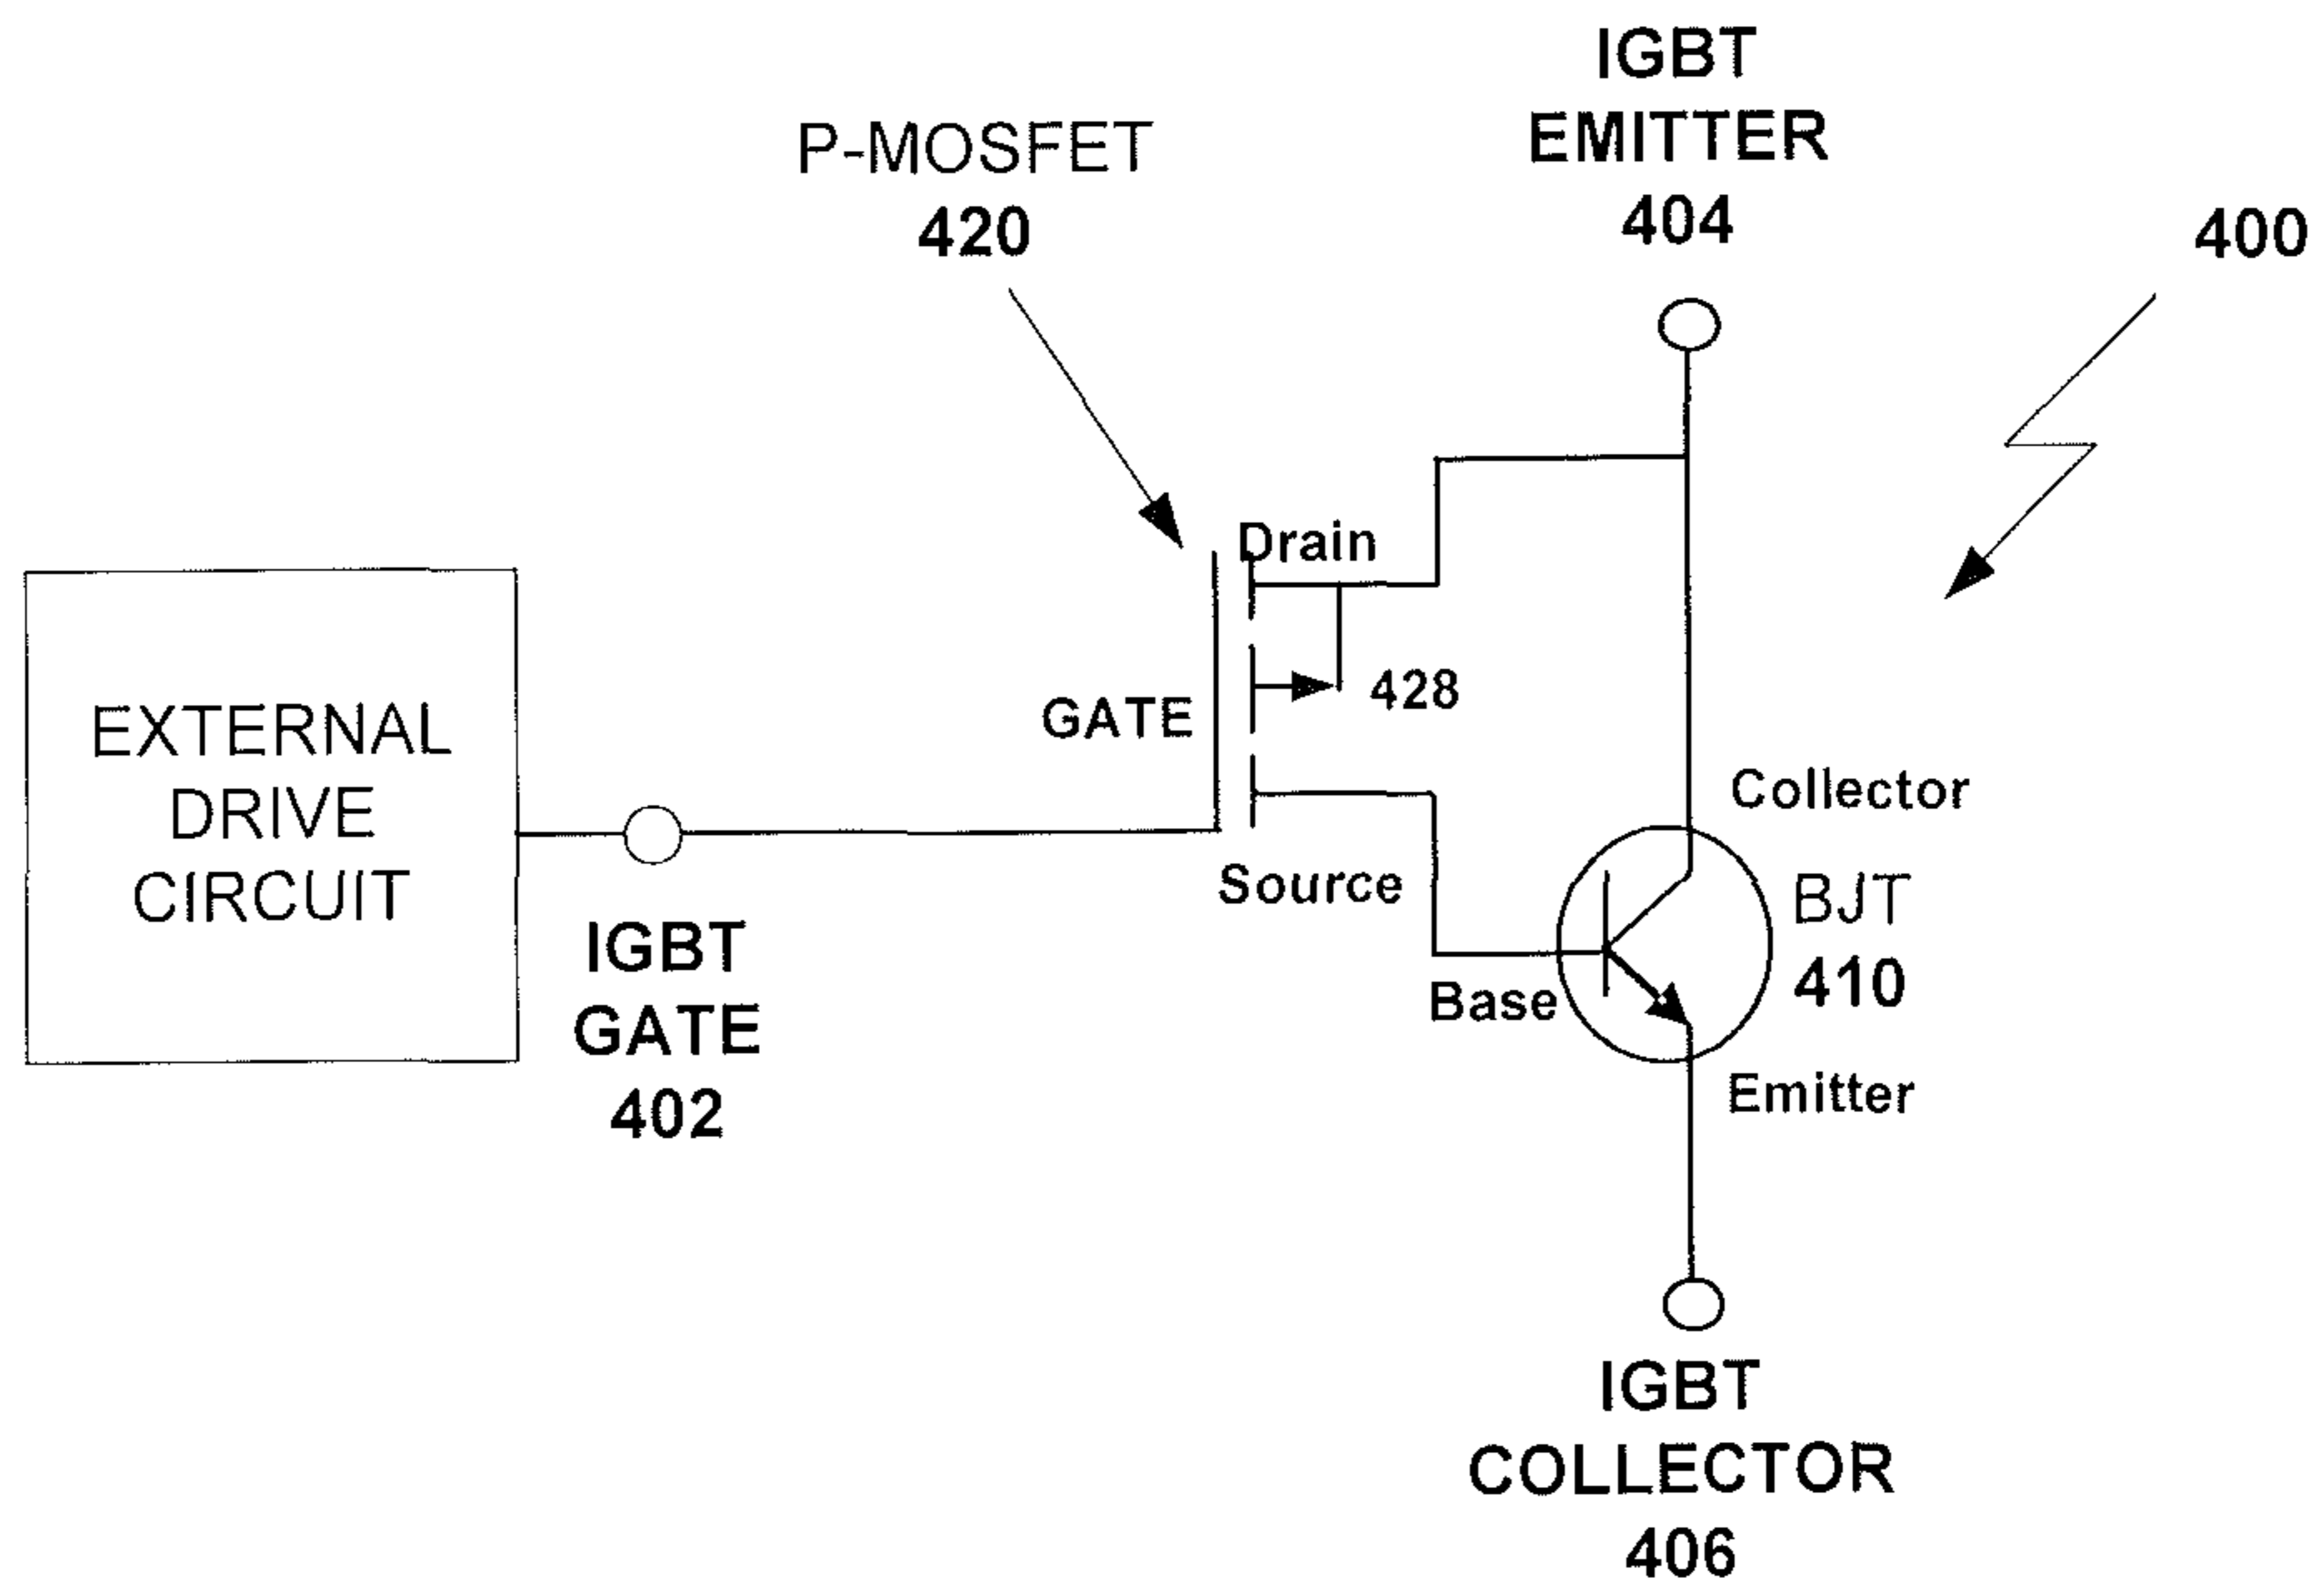 IGBT
EMITTER
404
P-MOSFET
420
400
Drain
428
GATE
EXTERNAL
DRIVE
CIRCUIT
Collector
Source
BJT
410
IGBT
GATE
402
Base
Emitter
IGBT
COLLECTOR
406